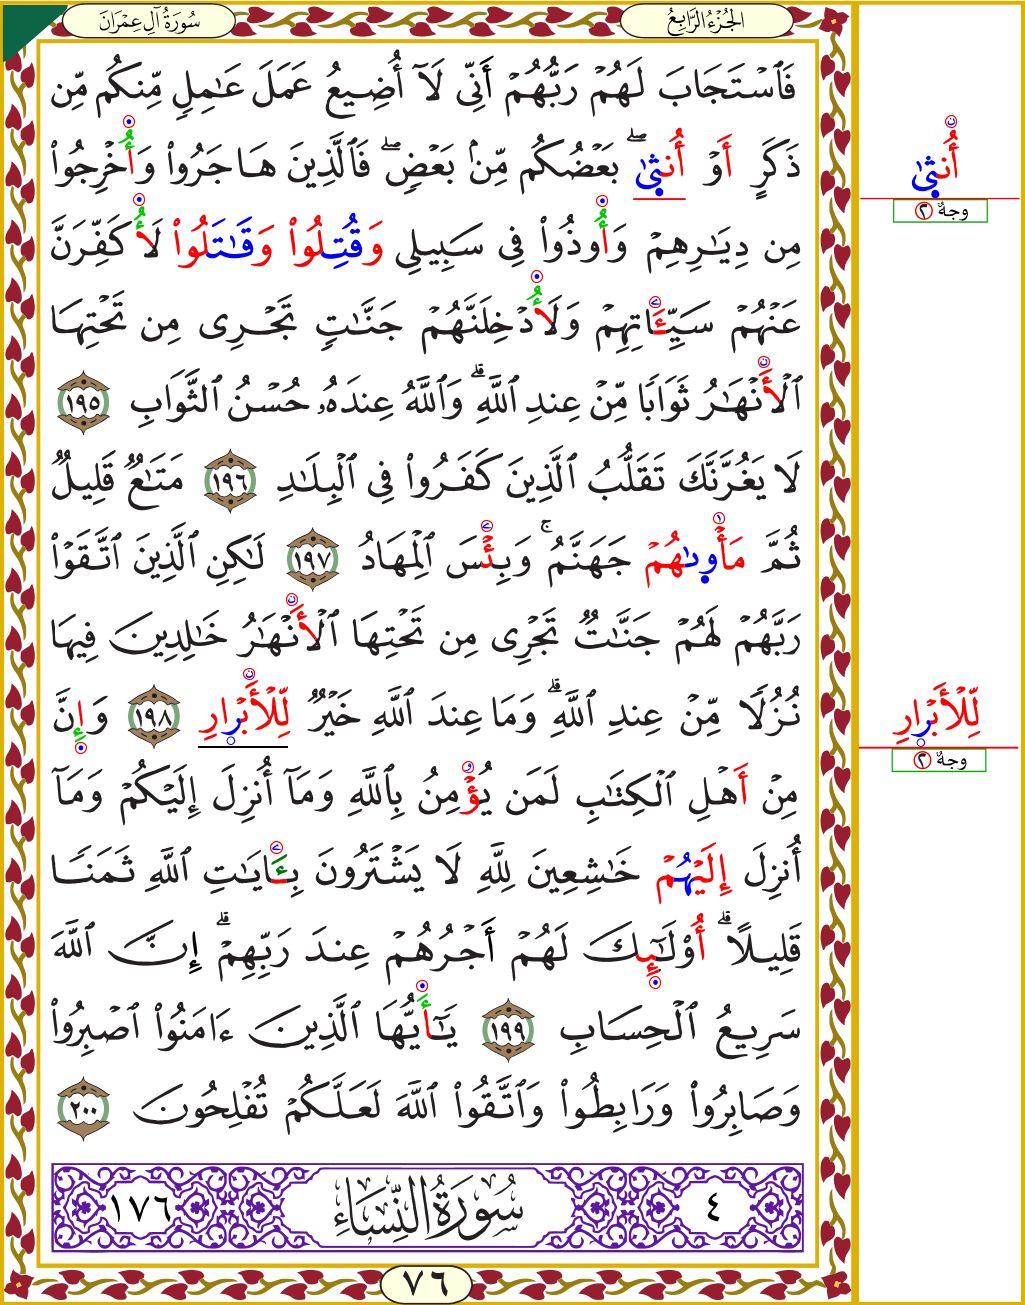 الجُزْءُ الرَّابِعُ
سُورَةُ آلِ عِمْرَانَ
فَٱسْتَجَابَ لَهُمْ رَبُّهُمْ أَنِّى لَآ أُضِيعُ عَمَلَ عَٰمِلٍ مِّنكُم مِّن
ذَكَرٍ أَوْ أُنثَىٰ ۖ بَعْضُكُم مِّنۢ بَعْضٍ ۖ فَٱلَّذِينَ هَاجَرُوا۟ وَأُخْرِجُوا۟
مِن دِيَٰرِهِمْ وَأُوذُوا۟ فِى سَبِيلِى وَقُتِلُوا۟ وَقَٰتَلُوا۟ لَأُكَفِّرَنَّ
عَنْهُمْ سَيِّـَٔاتِهِمْ وَلَأُدْخِلَنَّهُمْ جَنَّٰتٍ تَجْرِى مِن تَحْتِهَا
ٱلْأَنْهَٰرُ ثَوَابًا مِّنْ عِندِ ٱللَّهِ ۗ وَٱللَّهُ عِندَهُۥ حُسْنُ ٱلثَّوَابِ ١٩٥
لَا يَغُرَّنَّكَ تَقَلُّبُ ٱلَّذِينَ كَفَرُوا۟ فِى ٱلْبِلَٰدِ ١٩٦ مَتَٰعٌ قَلِيلٌ
ثُمَّ مَأْوَىٰهُمْ جَهَنَّمُ ۚ وَبِئْسَ ٱلْمِهَادُ ١٩٧ لَٰكِنِ ٱلَّذِينَ ٱتَّقَوْا۟
رَبَّهُمْ لَهُمْ جَنَّٰتٌ تَجْرِى مِن تَحْتِهَا ٱلْأَنْهَٰرُ خَٰلِدِينَ فِيهَا
نُزُلًا مِّنْ عِندِ ٱللَّهِ ۗ وَمَا عِندَ ٱللَّهِ خَيْرٌ لِّلْأَبْرَارِ ١٩٨ وَإِنَّ
مِنْ أَهْلِ ٱلْكِتَٰبِ لَمَن يُؤْمِنُ بِٱللَّهِ وَمَآ أُنزِلَ إِلَيْكُمْ وَمَآ
أُنزِلَ إِلَيْهِمْ خَٰشِعِينَ لِلَّهِ لَا يَشْتَرُونَ بِـَٔايَٰتِ ٱللَّهِ ثَمَنًا
قَلِيلًا ۗ أُو۟لَٰٓئِكَ لَهُمْ أَجْرُهُمْ عِندَ رَبِّهِمْ ۗ إِنَّ ٱللَّهَ
سَرِيعُ ٱلْحِسَابِ ١٩٩ يَٰٓأَيُّهَا ٱلَّذِينَ ءَامَنُوا۟ ٱصْبِرُوا۟
وَصَابِرُوا۟ وَرَابِطُوا۟ وَٱتَّقُوا۟ ٱللَّهَ لَعَلَّكُمْ تُفْلِحُونَ ٢٠٠
٤ سُورَةُ النِّسَاءِ ١٧٦
٧٦
أُنثَىٰ
وجهٌ ٢
لِّلْأَبْرَارِ
وجهٌ ٢